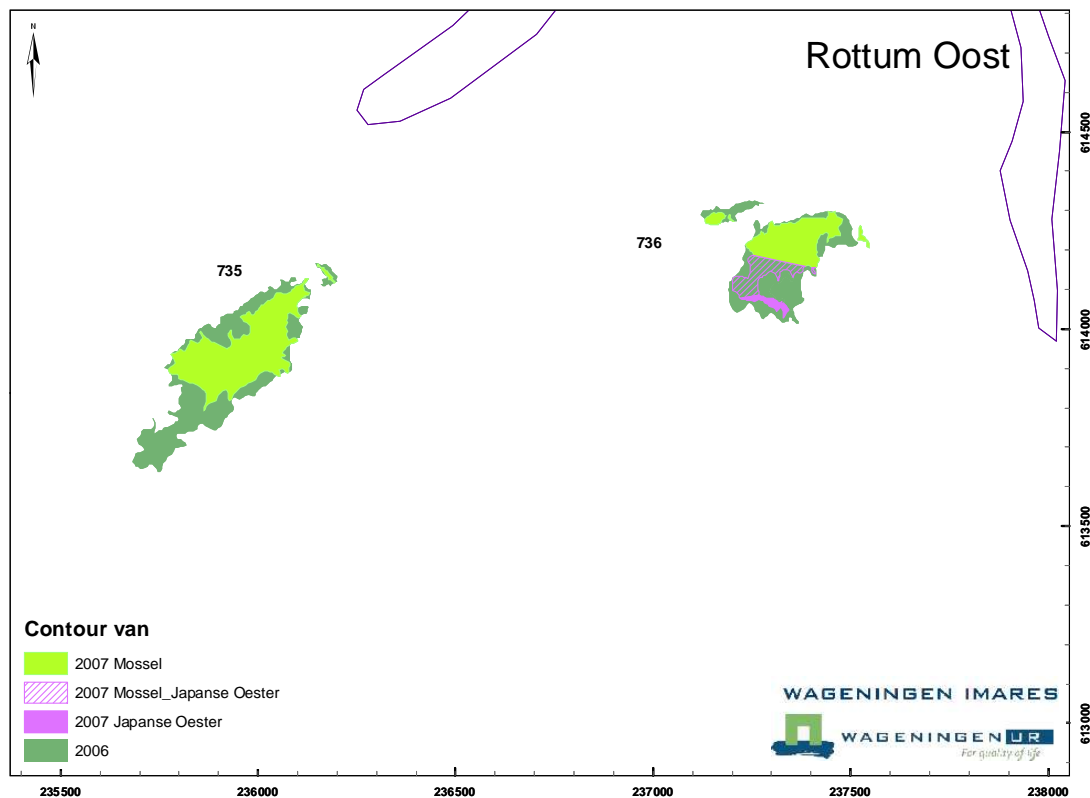 N
Rottum Oost
614500
736
735
614000
613500
Contour van
2007 Mossel
2007 Mossel_Japanse Oester
2007 Japanse Oester
2006
WAGENINGEN IMARES
WAGENINGEN UR
For quality of life
613000
235500 236000 236500 237000 237500 238000